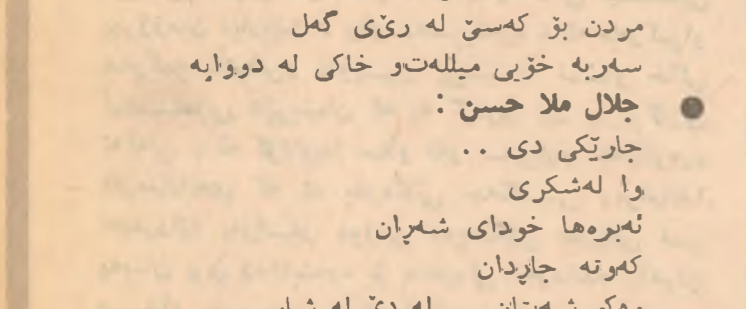 مردن بۆ کەسێ لە رێی گەل
سەربە خۆیی میللەت‌و خاکی لە دووایە
● جلال ملا حسن :
جارێکی دی . .
وا لەشکری
ئەبرەها خودای شەڕان
کەوتە جاڕدان